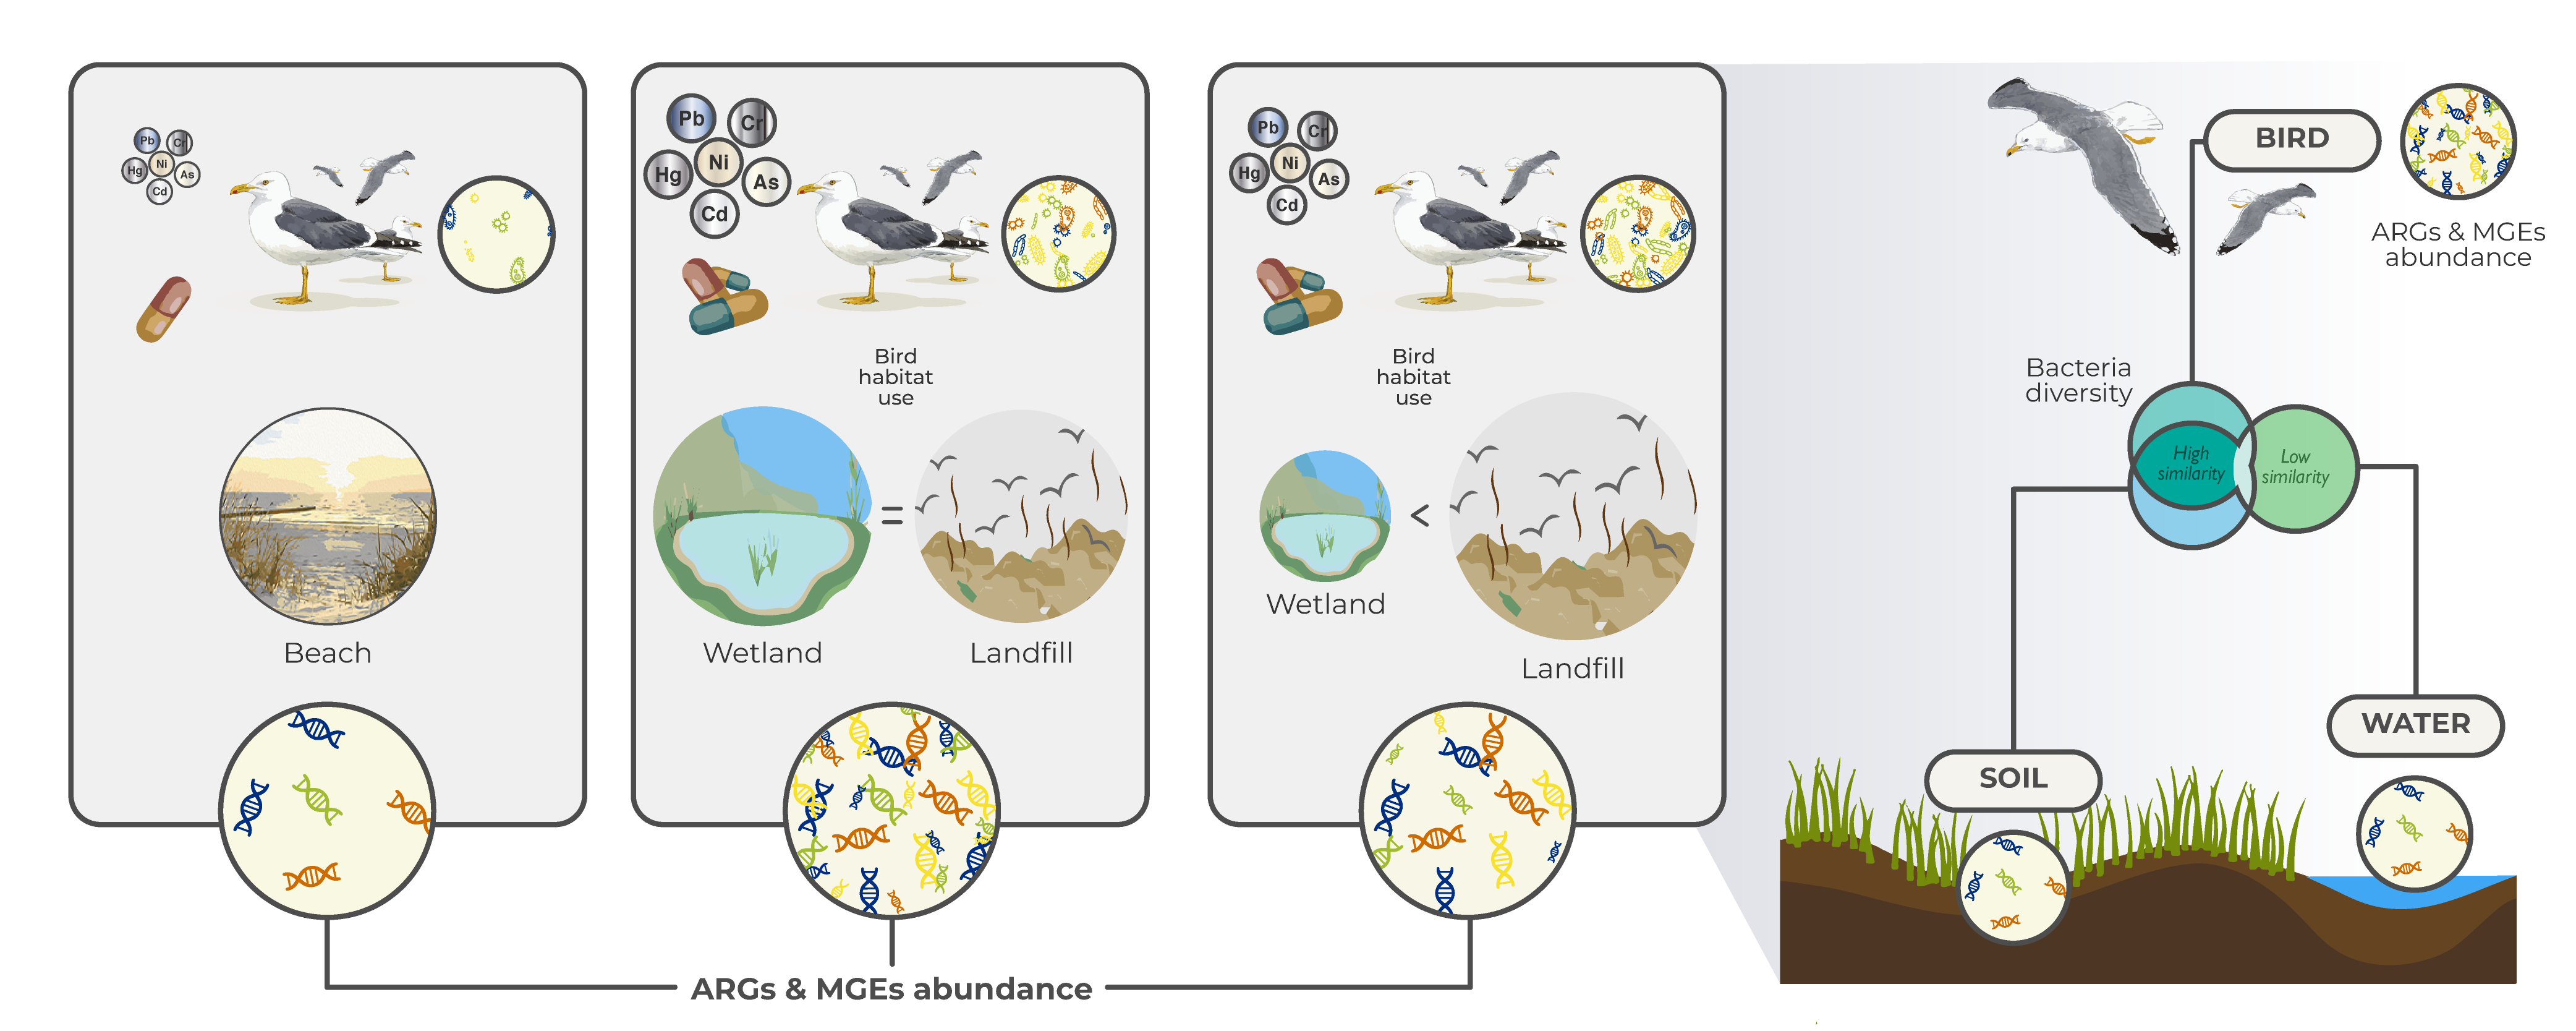 Pb
Cr
Hg
Ni
As
Cd
Beach
Pb
Cr
Hg
Ni
As
Cd
Bird
habitat
use
=
Wetland
Landfill
Pb
Cr
Hg
Ni
As
Cd
Bird
habitat
use
<
Wetland
Landfill
ARGs & MGEs abundance
BIRD
ARGs & MGEs
abundance
Bacteria
diversity
High
similarity
Low
similarity
SOIL
WATER